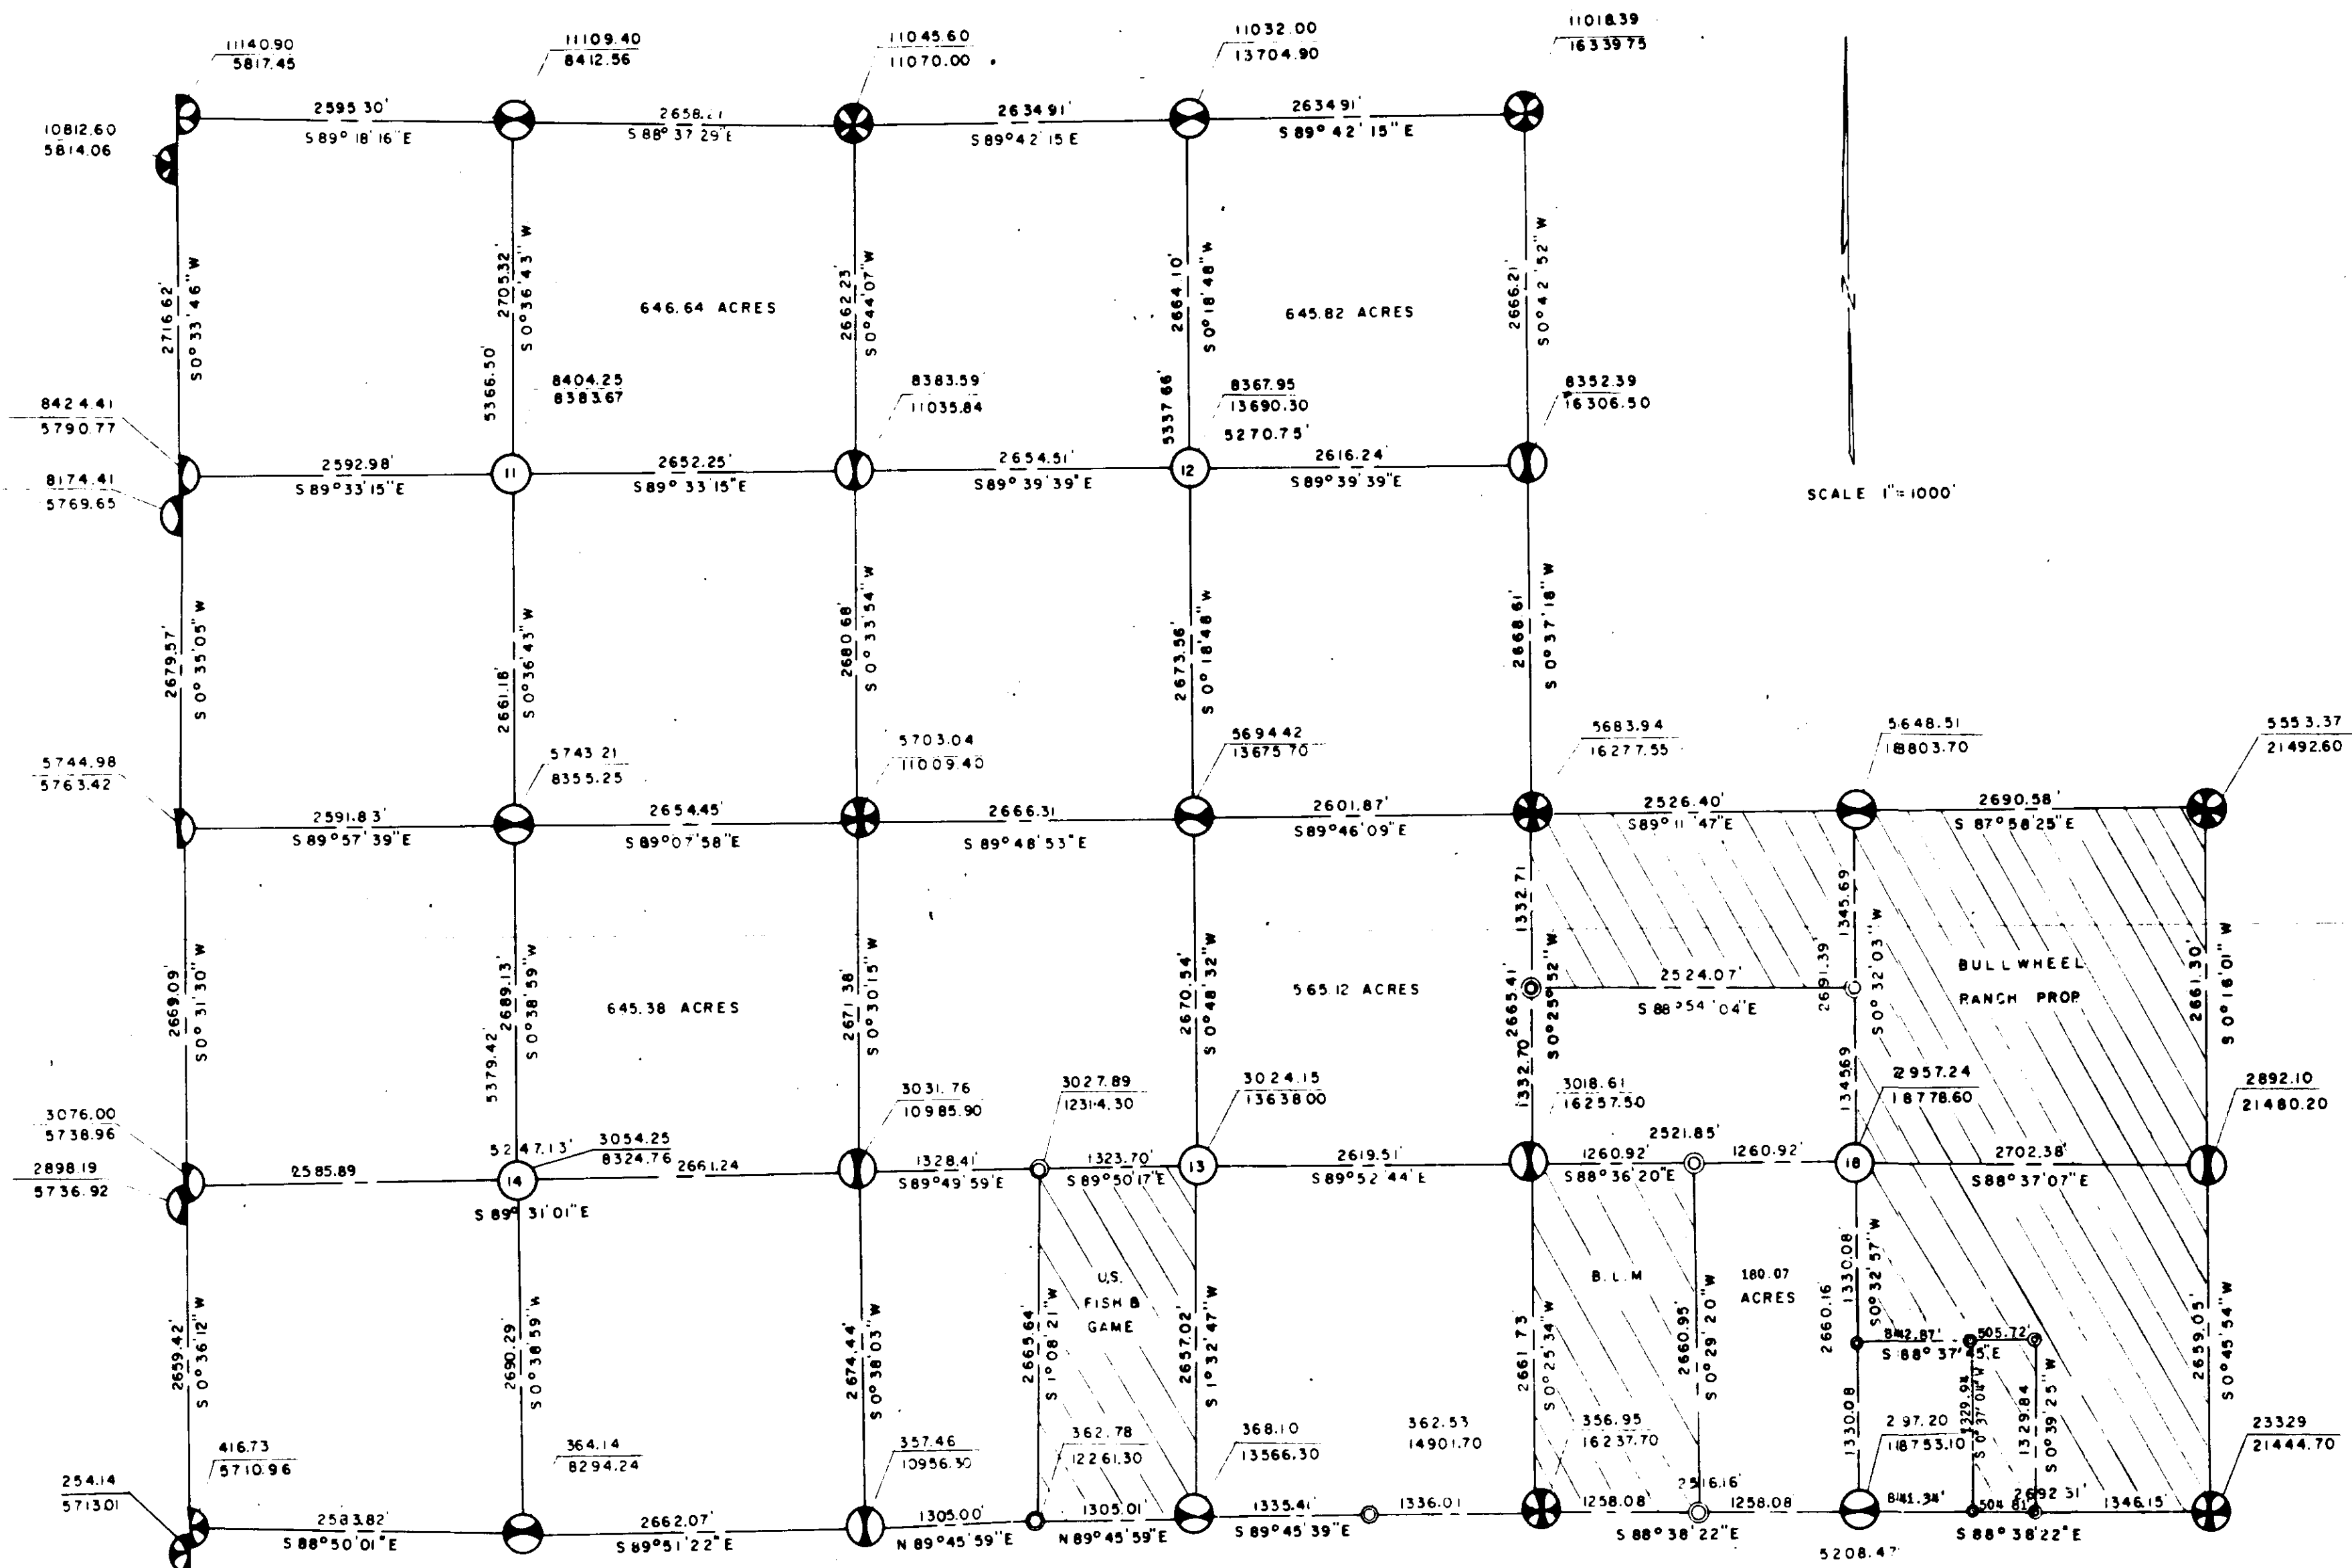 11140.90
5817.45
11109.40
8412.56
11045.60
11070.00
11032.00
13704.90
11018.39
16339 75
10812.60
5814.06
2595 30'
S 89° 18' 16" E
2658.21
S 88° 37' 29" E
2634 91'
S 89° 42' 15 E
2634 91'
S 89° 42' 15" E
2716 62'
S 0° 33' 46" W
2705.32'
S 0° 36' 43" W
5366.50'
646.64 ACRES
2662.23'
S 0° 44' 07" W
2664.10'
S 0° 18' 48" W
5337 66'
645.82 ACRES
2666.21'
S 0° 42' 52" W
8424.41
5790.77
8404.25
8383.67
8383.59
11035.84
8367.95
13690.30
5270.75'
8352.39
16306.50
8174.41
5769.65
2592.98'
S 89° 33' 15" E
11
2652.25'
S 89° 33' 15" E
2654.51'
S 89° 39' 39" E
12
2616.24'
S 89° 39' 39" E
SCALE 1"=1000'
2679.57'
S 0° 35' 05" W
2661.18'
S 0° 36' 43" W
2680 68'
S 0° 33' 54" W
2673.56'
S 0° 18' 48" W
2668.61'
S 0° 37' 18" W
5744.98
5763.42
5743 21
8355.25
5703.04
11009.40
5694 42
13675 70
5683.94
16277.55
5648.51
18803.70
5553.37
21492.60
2591.83'
S 89° 57' 39" E
2654.45'
S 89° 07' 58" E
2666.31
S 89° 48' 53" E
2601.87'
S 89° 46' 09" E
2526.40'
S 89° 11' 47" E
2690.58'
S 87° 58' 25" E
2669.09'
S 0° 31' 30" W
2689.13'
S 0° 38' 59" W
5379.42'
645.38 ACRES
2671 38'
S 0° 30' 15" W
2670.54'
S 0° 48' 32" W
565 12 ACRES
1332.71
2665.41'
S 0° 25' 52" W
1332.70'
2524.07'
S 88° 54' 04" E
1345.69
2691.39'
S 0° 32' 03" W
1345.69
BULLWHEEL
RANCH PROP.
2661.30'
S 0° 16' 01" W
3076.00
5738.96
2898.19
5736.92
3054.25
8324.76
5247.13'
3031.76
10985.90
3027.89
12314.30
3024.15
13638 00
3018.61
16257.50
2957.24
18778.60
2892.10
21480.20
2585.89
14
S 89° 31' 01" E
2661.24
1328.41'
S 89° 49' 59" E
1323.70'
S 89° 50' 17" E
13
2619.51'
S 89° 52' 44" E
2521.85'
1260.92'
S 88° 36' 20" E
1260.92'
18
2702.38'
S 88° 37' 07" E
2659.42'
S 0° 36' 12" W
2690.29'
S 0° 38' 59" W
2674.44'
S 0° 38' 03" W
2665.64'
S 1° 08' 21" W
U.S.
FISH &
GAME
2657.02'
S 1° 32' 47" W
2661 73'
S 0° 25' 34" W
B.L.M
2660.95'
S 0° 29' 20" W
180.07
ACRES
1330.08'
2660.16'
S 0° 32' 57" W
1330.08
842.87'
505.72'
S 88° 37' 45" E
1329.94
S 0° 37' 04" W
1329.84
S 0° 39' 25" W
2659.05'
S 0° 45' 54" W
416.73
5710.96
254.14
5713.01
364.14
8294.24
357.46
10956.30
362.78
12261.30
368.10
13566.30
362.53
14901.70
356.95
16237.70
297.20
18753.10
233 29
21444.70
2583.82'
S 88° 50' 01" E
2662.07'
S 89° 51' 22" E
1305.00'
N 89° 45' 59" E
1305.01'
N 89° 45' 59" E
1335.41'
S 89° 45' 39" E
1336.01
2516.16'
1258.08'
S 88° 38' 22" E
1258.08'
841.34'
504.81'
2692 31'
1346.15'
S 88° 38' 22" E
5208.47'